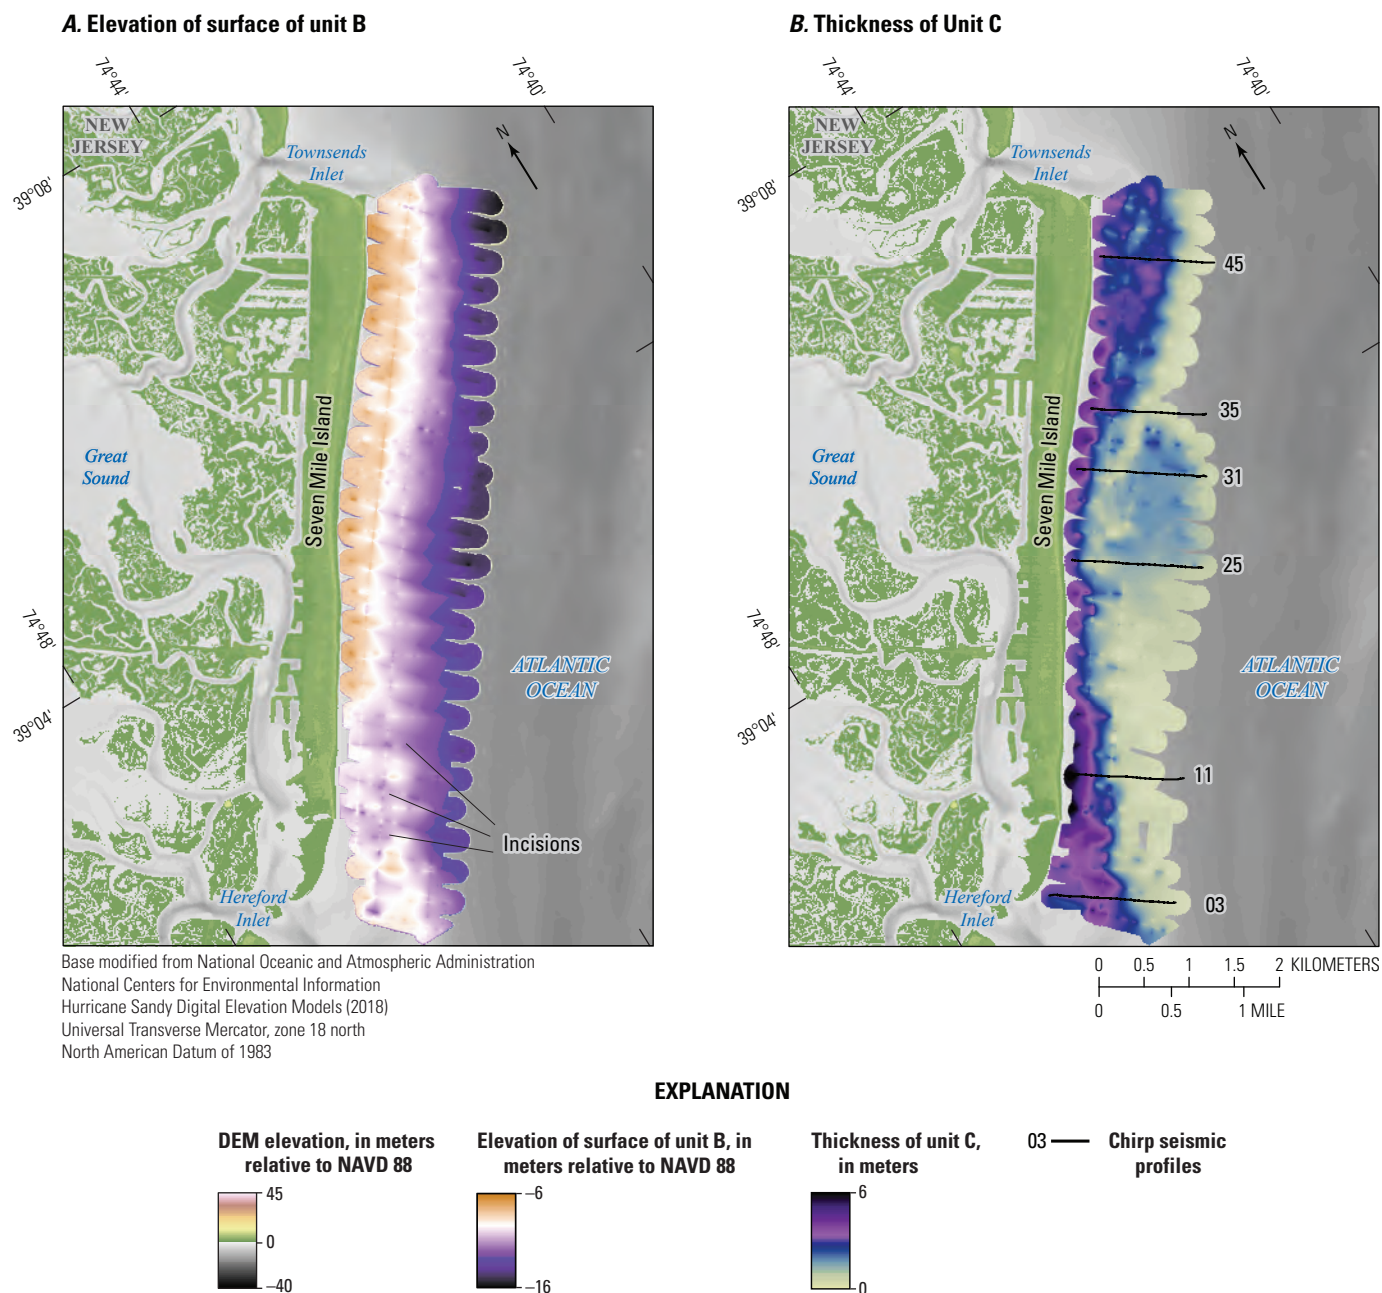 A. Elevation of surface of unit B
74°44'
74°40'
39°08'
74°48'
39°04'
NEW
JERSEY
Townsends
Inlet
N
Great
Sound
Seven Mile Island
ATLANTIC
OCEAN
Incisions
Hereford
Inlet
Base modified from National Oceanic and Atmospheric Administration
National Centers for Environmental Information
Hurricane Sandy Digital Elevation Models (2018)
Universal Transverse Mercator, zone 18 north
North American Datum of 1983
B. Thickness of Unit C
74°44'
74°40'
39°08'
74°48'
39°04'
NEW
JERSEY
Townsends
Inlet
N
45
35
Great
Sound
Seven Mile Island
31
25
ATLANTIC
OCEAN
11
Hereford
Inlet
03
0 0.5 1 1.5 2 KILOMETERS
0 0.5 1 MILE
EXPLANATION
DEM elevation, in meters
relative to NAVD 88
45
0
–40
Elevation of surface of unit B, in
meters relative to NAVD 88
–6
–16
Thickness of unit C,
in meters
6
0
03
Chirp seismic
profiles